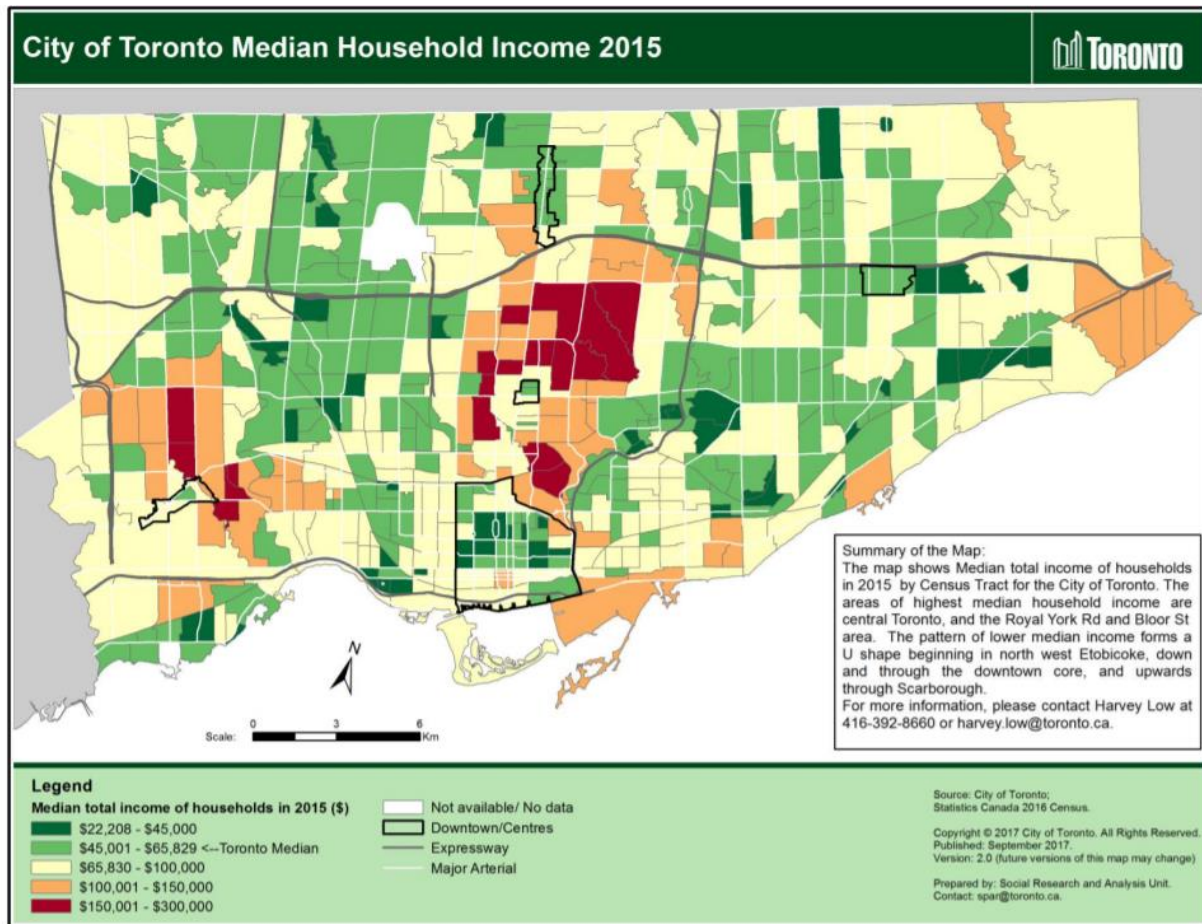 City of Toronto Median Household Income 2015
TORONTO
N
Summary of the Map:
The map shows Median total income of households
in 2015 by Census Tract for the City of Toronto. The
areas of highest median household income are
central Toronto, and the Royal York Rd and Bloor St
area. The pattern of lower median income forms a
U shape beginning in north west Etobicoke, down
and through the downtown core, and upwards
through Scarborough.
For more information, please contact Harvey Low at
416-392-8660 or harvey.low@toronto.ca.
0 3 6
Scale: Km
Legend
Median total income of households in 2015 ($)
$22,208 - $45,000
$45,001 - $65,829 <--Toronto Median
$65,830 - $100,000
$100,001 - $150,000
$150,001 - $300,000
Not available/ No data
Downtown/Centres
Expressway
Major Arterial
Source: City of Toronto;
Statistics Canada 2016 Census.
Copyright © 2017 City of Toronto. All Rights Reserved.
Published: September 2017.
Version: 2.0 (future versions of this map may change)
Prepared by: Social Research and Analysis Unit.
Contact: spar@toronto.ca.